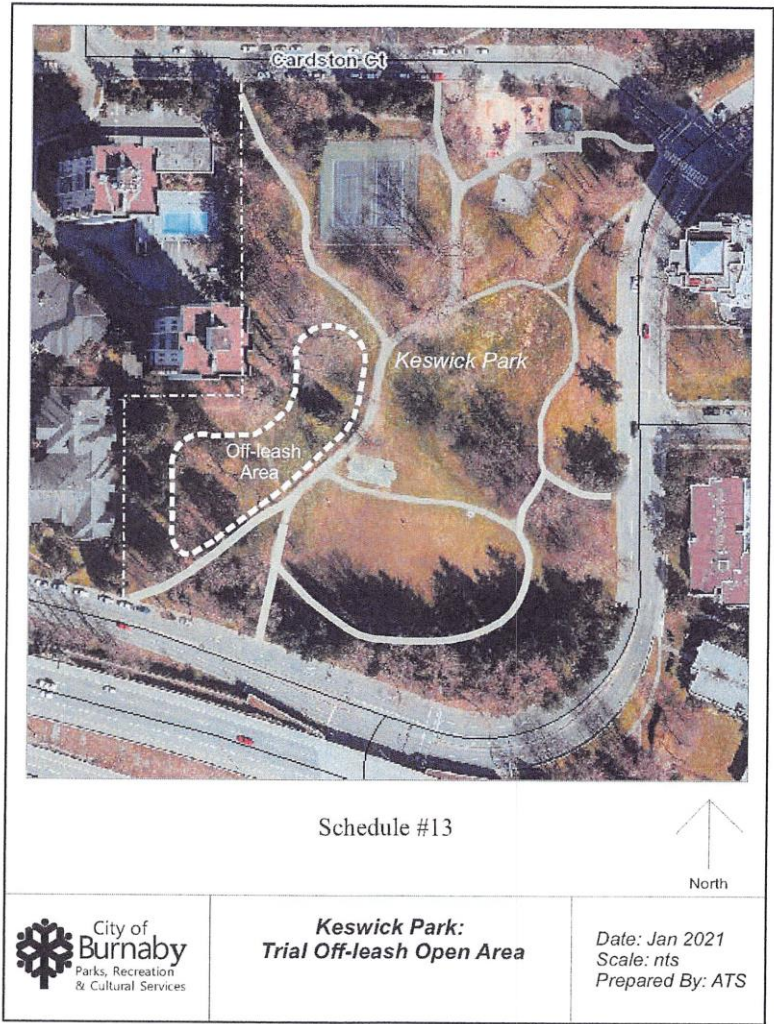 Cardston Ct
Keswick Park
Off-leash
Area
Schedule #13
North
City of
Burnaby
Parks, Recreation
& Cultural Services
Keswick Park:
Trial Off-leash Open Area
Date: Jan 2021
Scale: nts
Prepared By: ATS